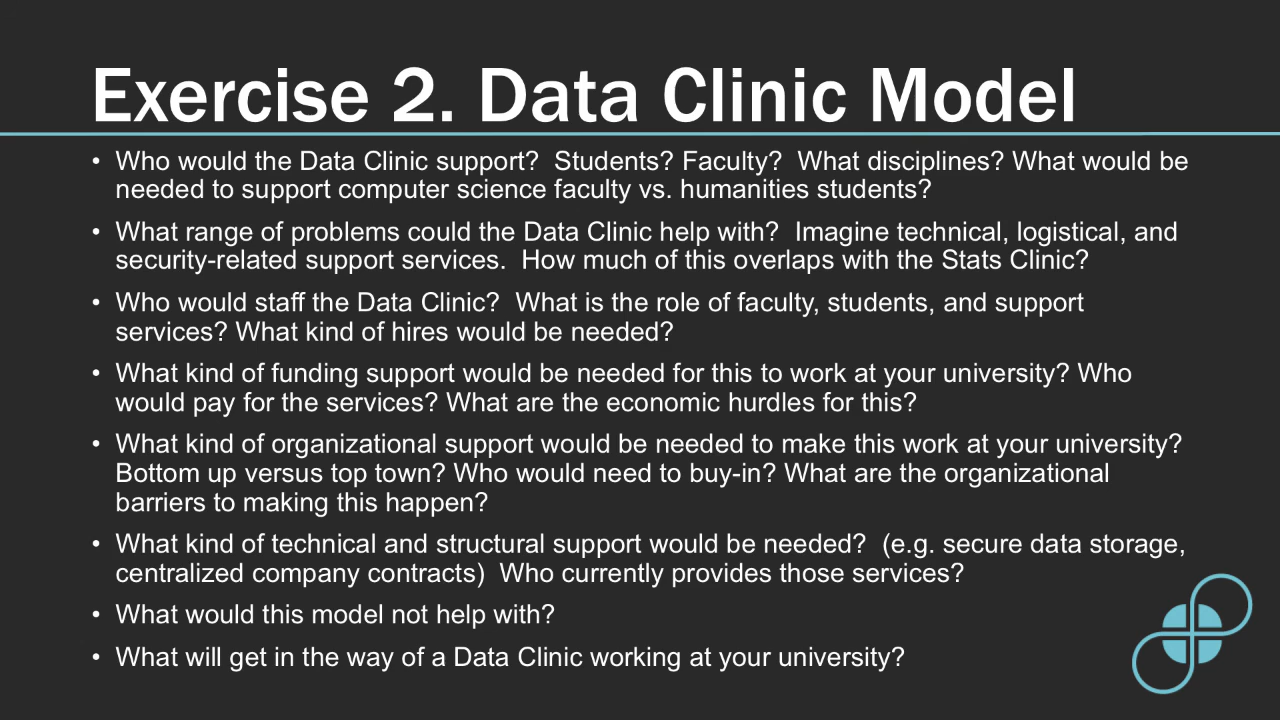 Exercise 2. Data Clinic Model
• Who would the Data Clinic support?  Students? Faculty?  What disciplines? What would be
needed to support computer science faculty vs. humanities students?
• What range of problems could the Data Clinic help with?  Imagine technical, logistical, and
security-related support services.  How much of this overlaps with the Stats Clinic?
• Who would staff the Data Clinic?  What is the role of faculty, students, and support
services? What kind of hires would be needed?
• What kind of funding support would be needed for this to work at your university? Who
would pay for the services? What are the economic hurdles for this?
• What kind of organizational support would be needed to make this work at your university?
Bottom up versus top town? Who would need to buy-in? What are the organizational
barriers to making this happen?
• What kind of technical and structural support would be needed?  (e.g. secure data storage,
centralized company contracts)  Who currently provides those services?
• What would this model not help with?
• What will get in the way of a Data Clinic working at your university?